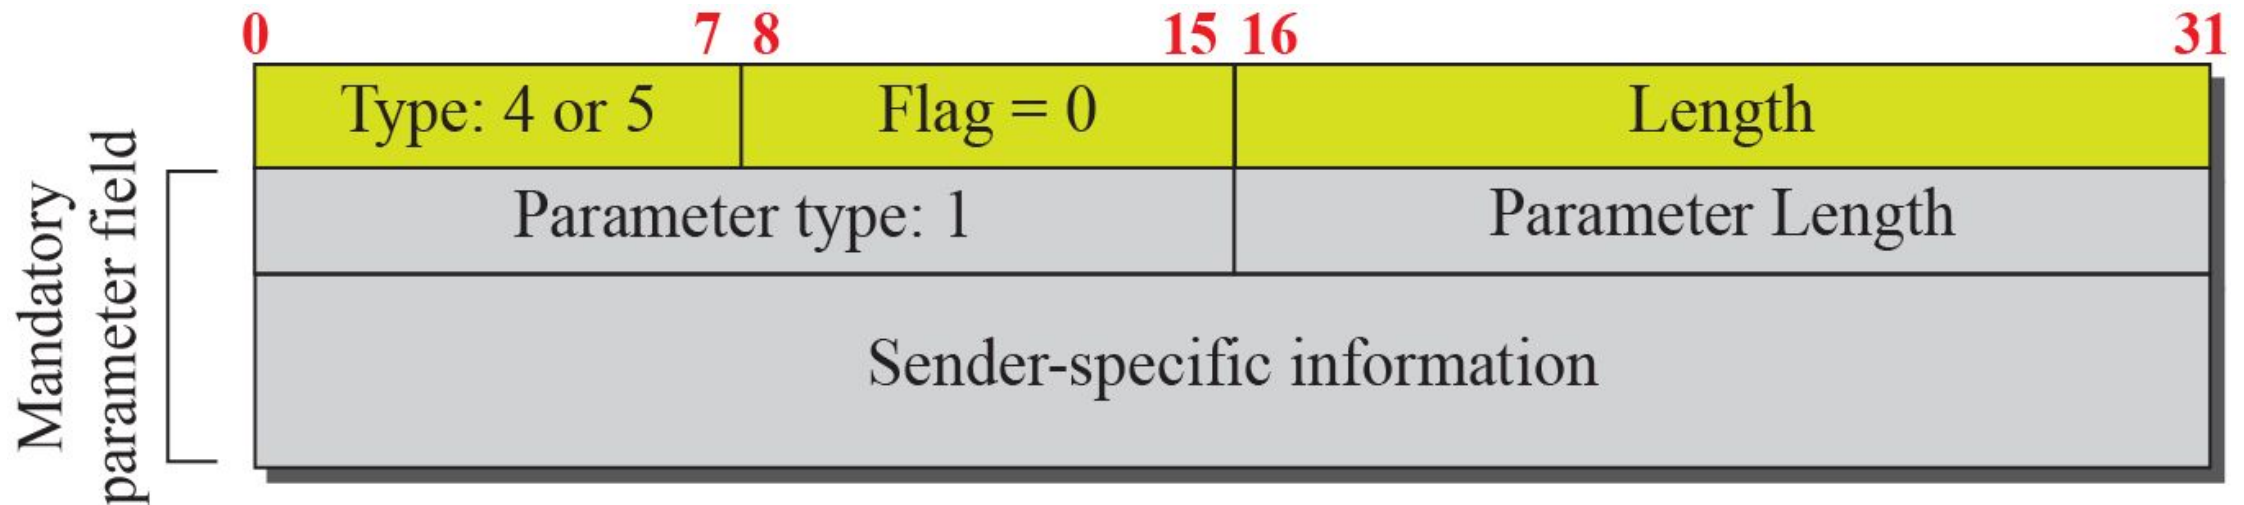 0 7 8 15 16 31
Type: 4 or 5 Flag = 0 Length
Parameter type: 1 Parameter Length
Sender-specific information
Mandatory
parameter field